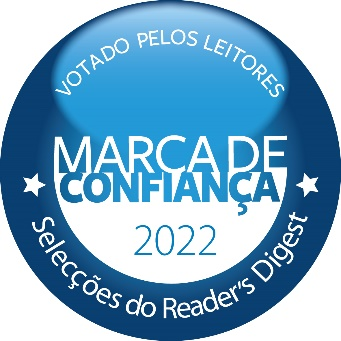 VOTADO PELOS LEITORES
MARCA DE
CONFIANÇA
2022
Selecções do Reader's Digest